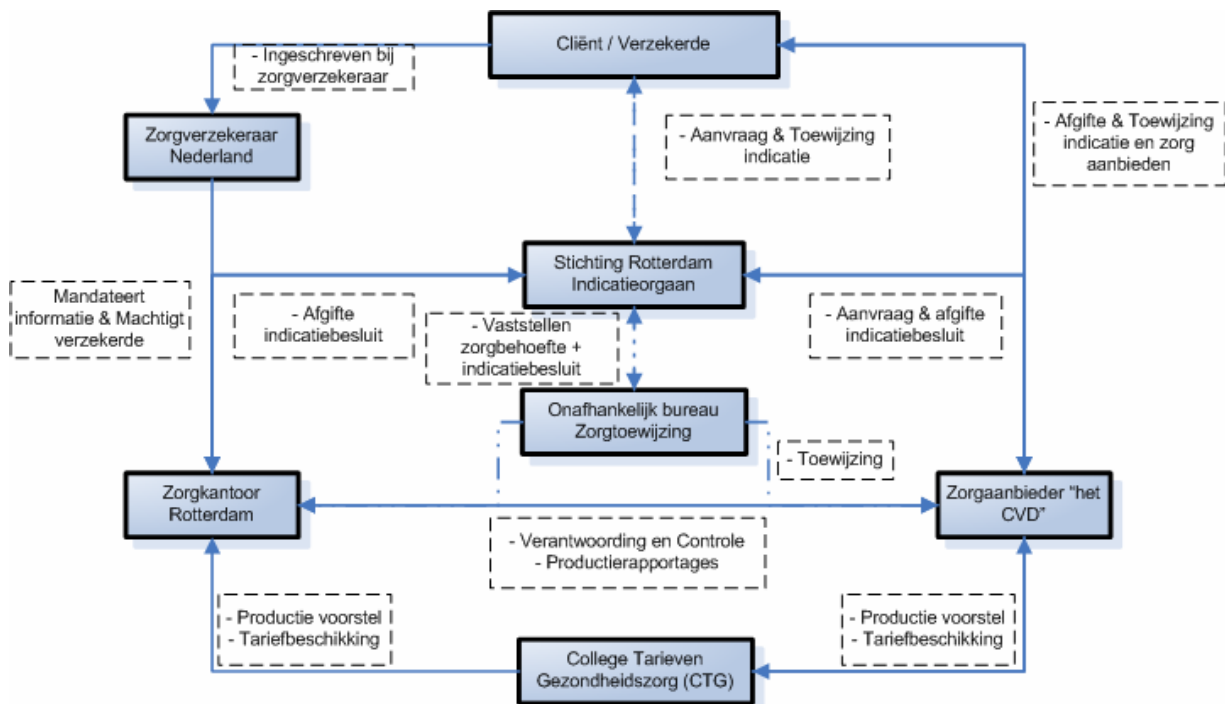 Cliënt / Verzekerde
- Ingeschreven bij
zorgverzekeraar
Zorgverzekeraar
Nederland
- Aanvraag & Toewijzing
indicatie
- Afgifte & Toewijzing
indicatie en zorg
aanbieden
Stichting Rotterdam
Indicatieorgaan
Mandateert
informatie & Machtigt
verzekerde
- Afgifte
indicatiebesluit
- Vaststellen
zorgbehoefte +
indicatiebesluit
- Aanvraag & afgifte
indicatiebesluit
Onafhankelijk bureau
Zorgtoewijzing
- Toewijzing
Zorgkantoor
Rotterdam
Zorgaanbieder “het
CVD”
- Verantwoording en Controle
- Productierapportages
- Productie voorstel
- Tariefbeschikking
- Productie voorstel
- Tariefbeschikking
College Tarieven
Gezondheidszorg (CTG)